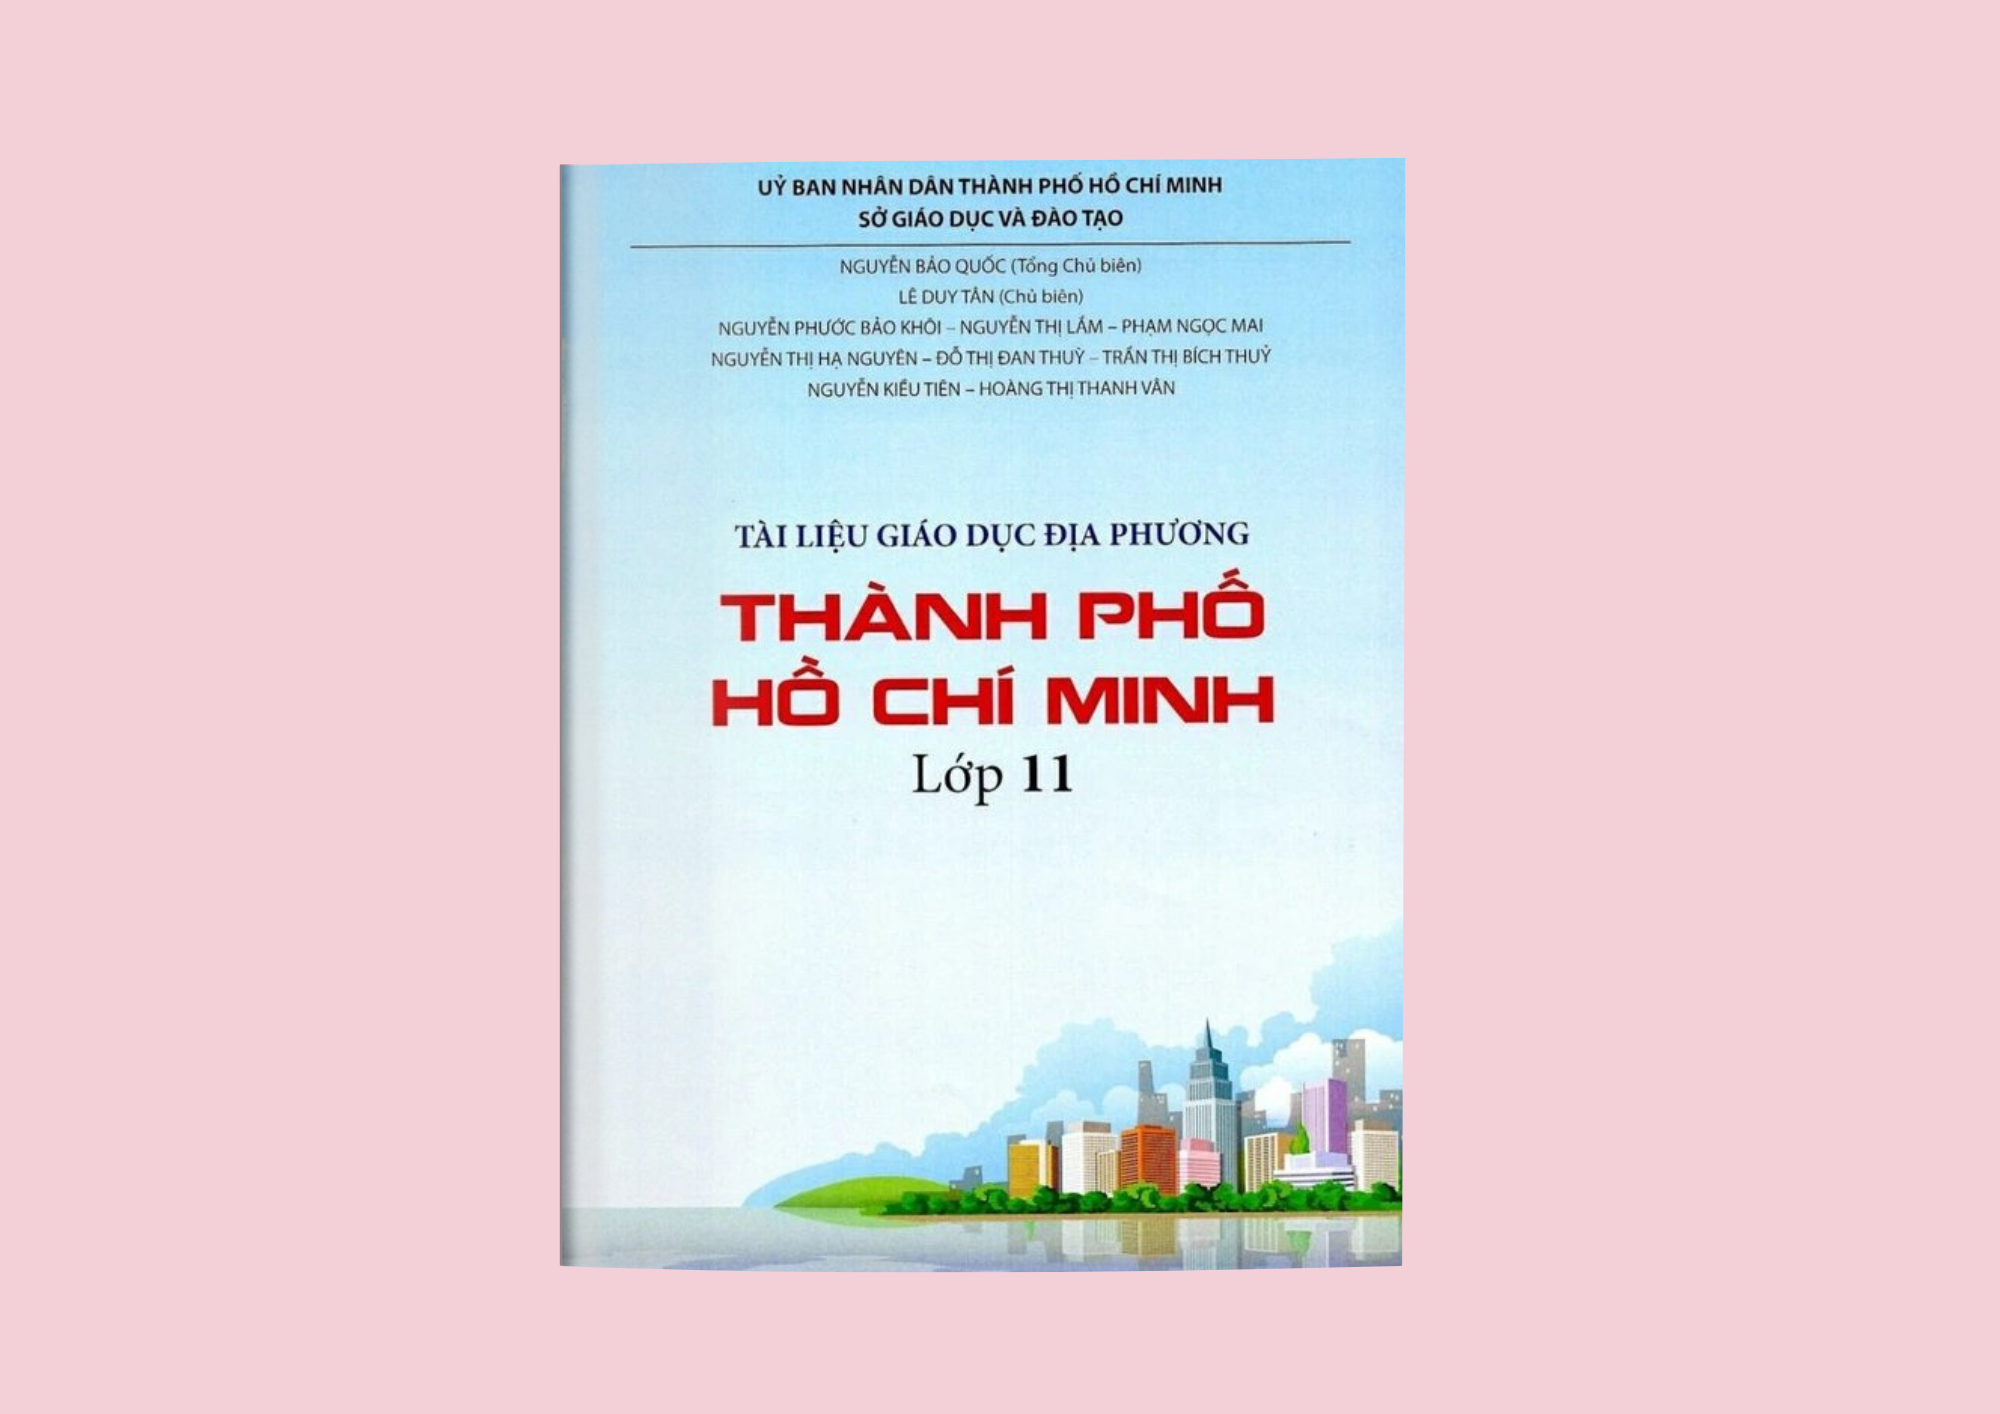 UỶ BAN NHÂN DÂN THÀNH PHỐ HỒ CHÍ MINH
SỞ GIÁO DỤC VÀ ĐÀO TẠO
NGUYỄN BẢO QUỐC (Tổng Chủ biên)
LÊ DUY TÂN (Chủ biên)
NGUYỄN PHƯỚC BẢO KHÔI – NGUYỄN THỊ LẮM – PHẠM NGỌC MAI
NGUYỄN THỊ HẠ NGUYÊN – ĐỖ THỊ ĐAN THUỲ – TRẦN THỊ BÍCH THUỶ
NGUYỄN KIỀU TIÊN – HOÀNG THỊ THANH VÂN
TÀI LIỆU GIÁO DỤC ĐỊA PHƯƠNG
THÀNH PHỐ
HỒ CHÍ MINH
Lớp 11